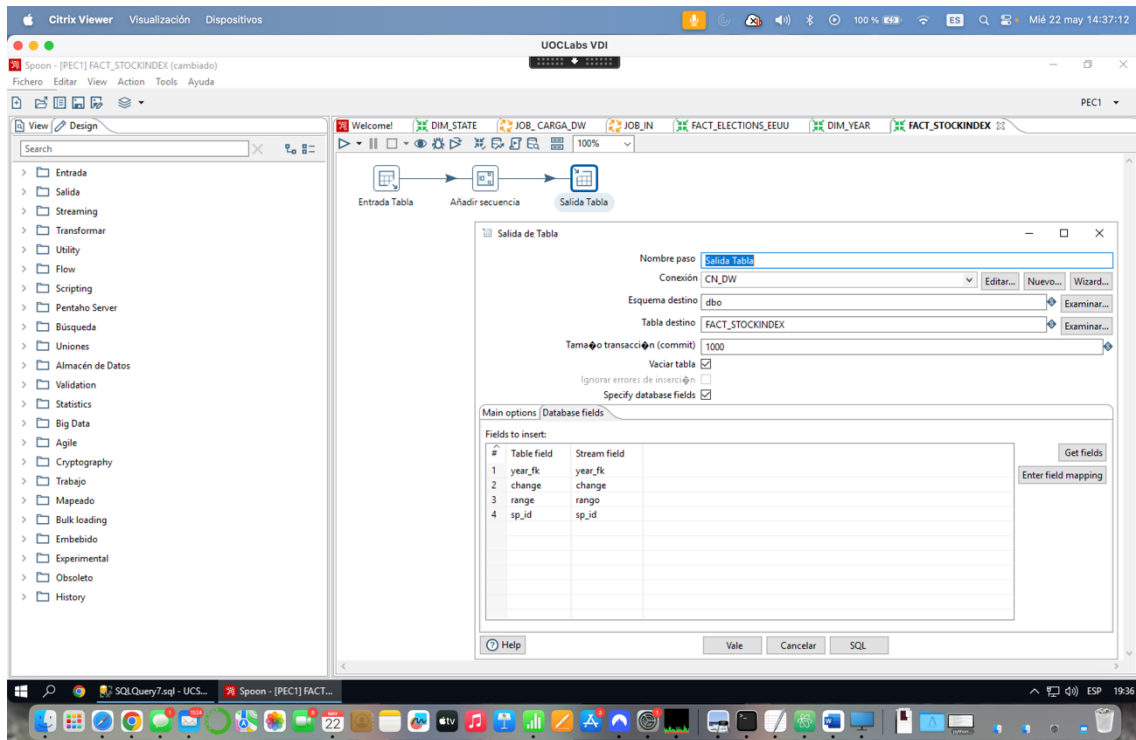 Citrix Viewer Visualización Dispositivos 100 % ES Mié 22 may 14:37:12
UOCLabs VDI
Spoon - [PEC1] FACT_STOCKINDEX (cambiado)
Fichero Editar View Action Tools Ayuda
PEC1
View Design
Welcome! DIM_STATE JOB_ CARGA_DW JOB_IN FACT_ELECTIONS_EEUU DIM_YEAR FACT_STOCKINDEX
Search
100%
Entrada
Salida
Streaming
Transformar
Utility
Flow
Scripting
Pentaho Server
Búsqueda
Uniones
Almacén de Datos
Validation
Statistics
Big Data
Agile
Cryptography
Trabajo
Mapeado
Bulk loading
Embebido
Experimental
Obsoleto
History
Entrada Tabla Añadir secuencia Salida Tabla
Salida de Tabla
Nombre paso Salida Tabla
Conexión CN_DW Editar... Nuevo... Wizard...
Esquema destino dbo Examinar...
Tabla destino FACT_STOCKINDEX Examinar...
Tama�o transacci�n (commit) 1000
Vaciar tabla
Ignorar errores de inserci�n
Specify database fields
Main options Database fields
Fields to insert:
# Table field Stream field Get fields
1 year_fk year_fk Enter field mapping
2 change change
3 range rango
4 sp_id sp_id
Help Vale Cancelar SQL
SQLQuery7.sql - UCS... Spoon - [PEC1] FACT... ESP 19:36
22
tv